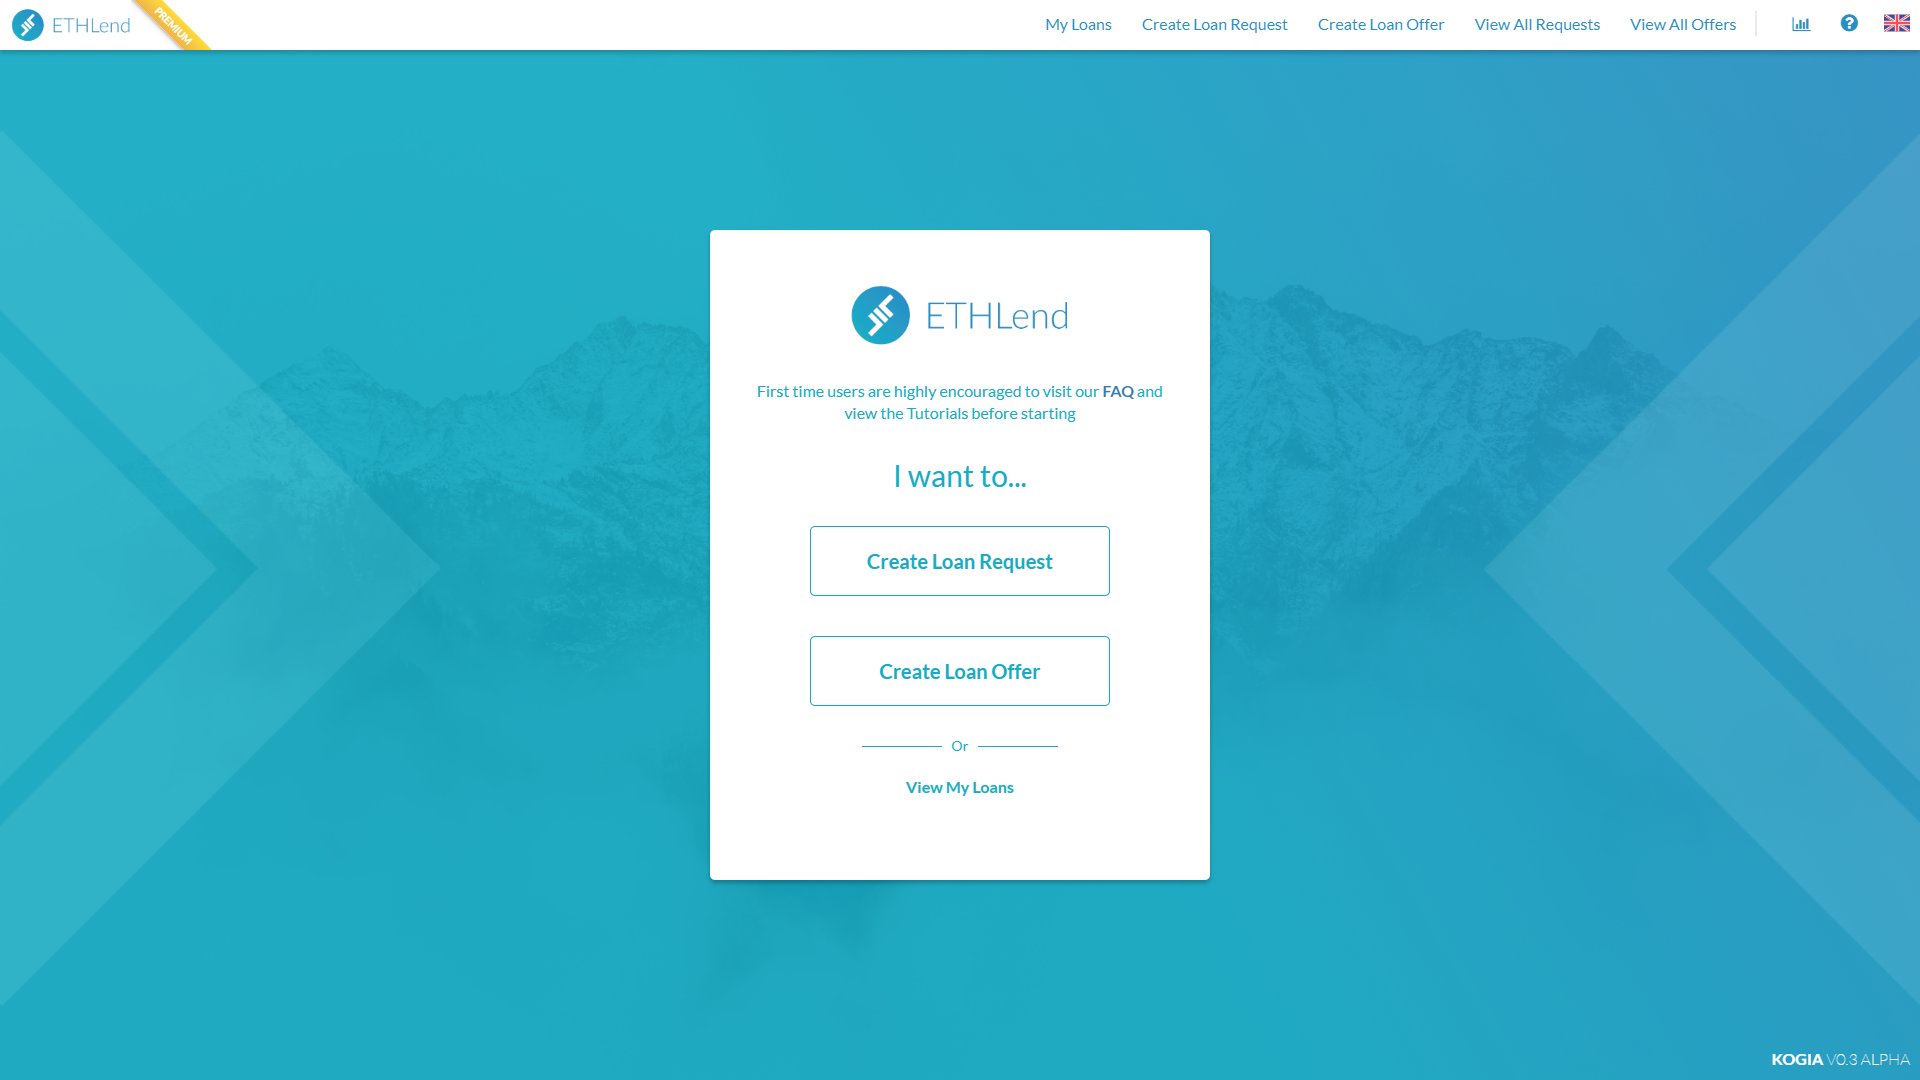 ETHLend
PREMIUM
My Loans
Create Loan Request
Create Loan Offer
View All Requests
View All Offers
ETHLend
First time users are highly encouraged to visit our FAQ and
view the Tutorials before starting
I want to...
Create Loan Request
Create Loan Offer
Or
View My Loans
KOGIA V0.3 ALPHA